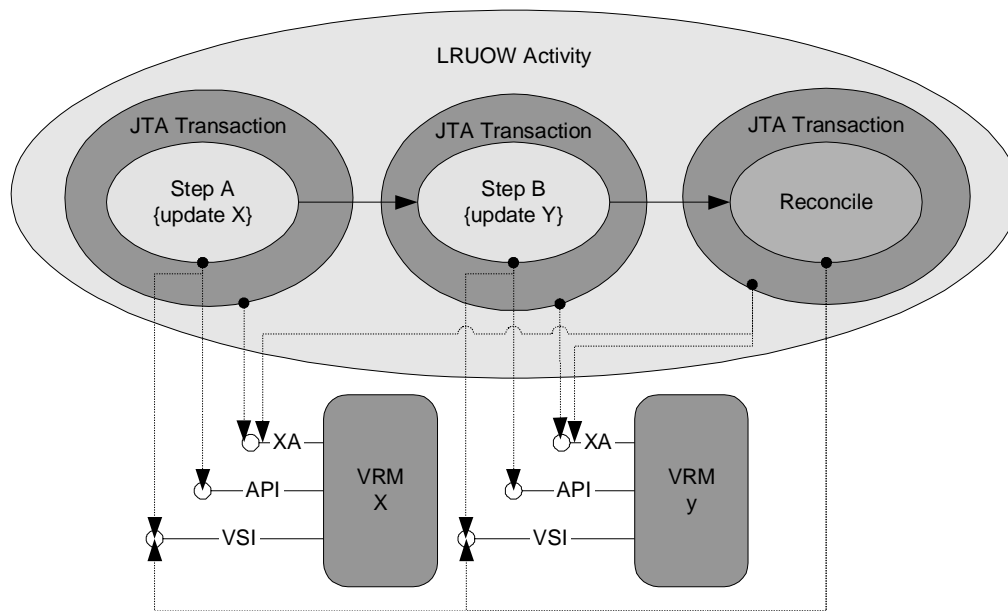 LRUOW Activity
JTA Transaction
JTA Transaction
JTA Transaction
Step A
{update X}
Step B
{update Y}
Reconcile
XA
API
VSI
VRM
X
XA
API
VSI
VRM
y